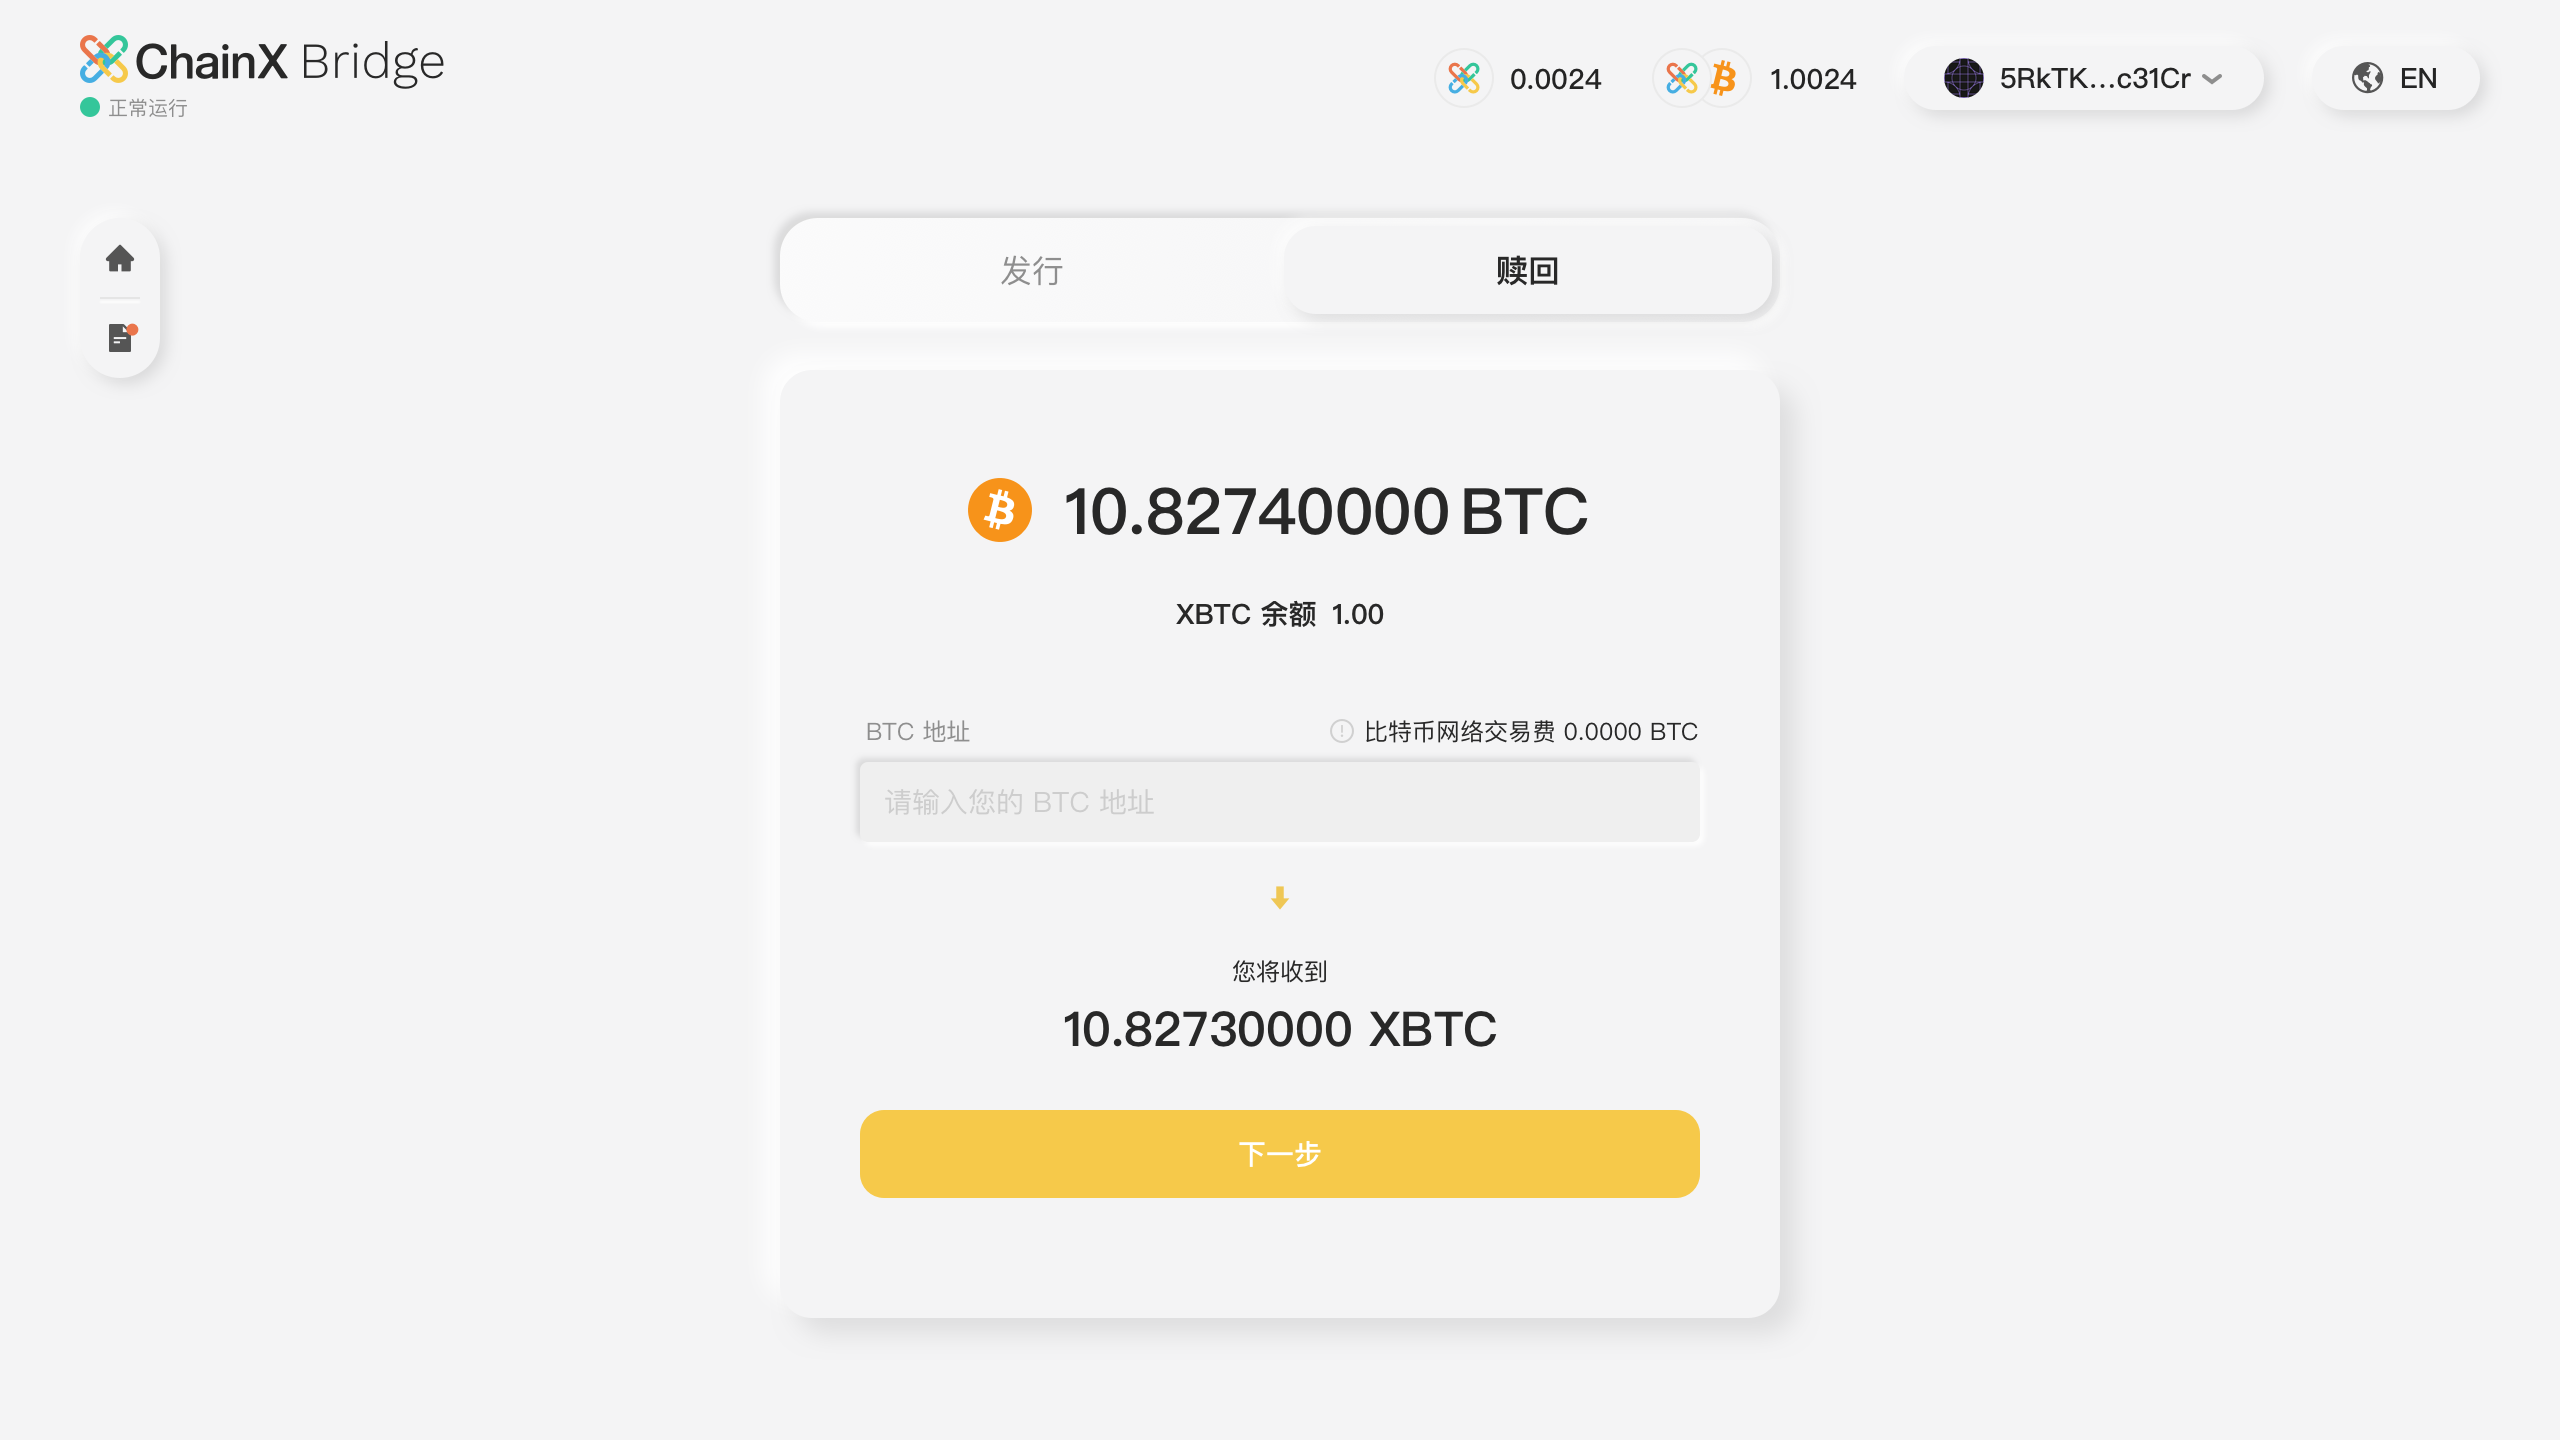 ChainX Bridge
正常运行
0.0024
1.0024
5RkTK...c31Cr
EN
发行
赎回
10.82740000 BTC
XBTC 余额 1.00
BTC 地址
比特币网络交易费 0.0000 BTC
请输入您的 BTC 地址
您将收到
10.82730000 XBTC
下一步